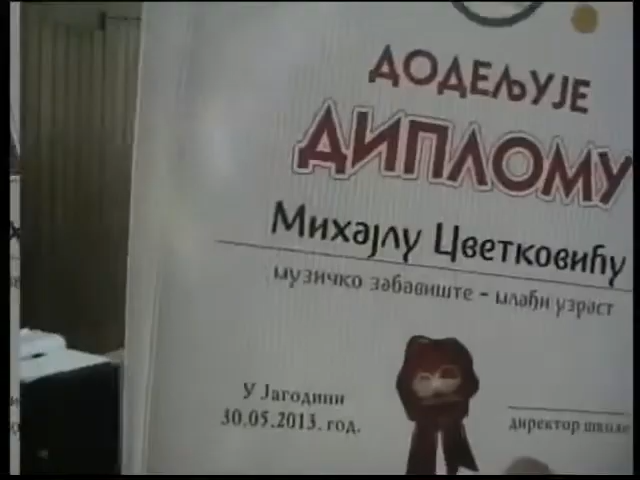 ДОДЕЉУЈЕ
ДИПЛОМУ
Михајлу Цветковићу
музичко забавиште - млађи узраст
У Јагодини
30.05.2013. год.
директор школе